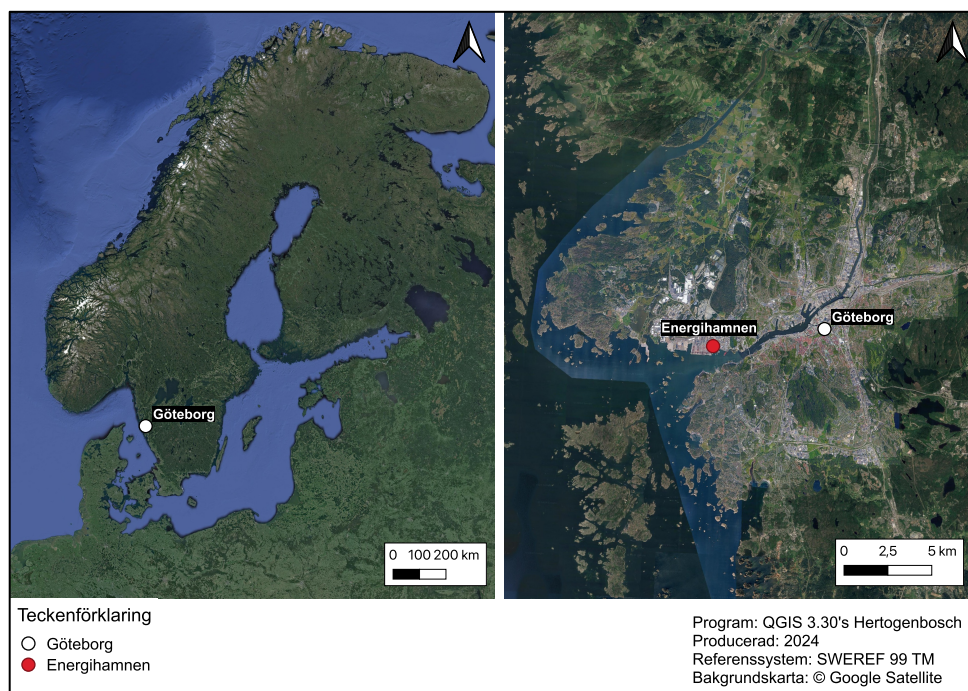 Göteborg
0 100 200 km
Energihamnen
Göteborg
0 2,5 5 km
Teckenförklaring
Göteborg
Energihamnen
Program: QGIS 3.30's Hertogenbosch
Producerad: 2024
Referenssystem: SWEREF 99 TM
Bakgrundskarta: © Google Satellite